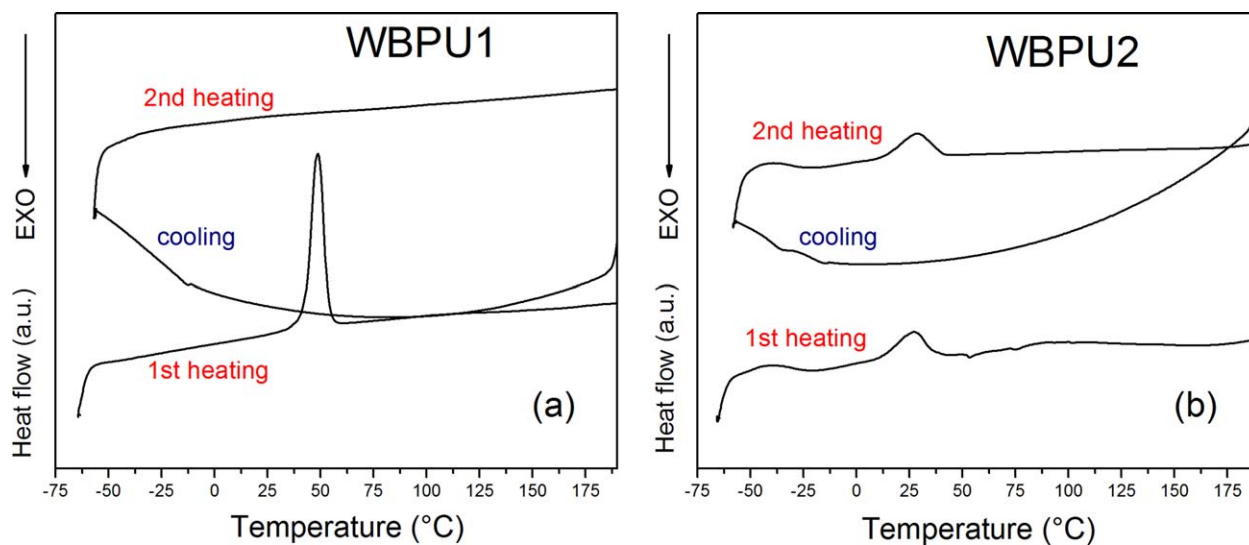 WBPU1
2nd heating
cooling
1st heating
(a)
EXO
Heat flow (a.u.)
-75 -50 -25 0 25 50 75 100 125 150 175
Temperature (°C)
WBPU2
2nd heating
cooling
1st heating
(b)
EXO
Heat flow (a.u.)
-75 -50 -25 0 25 50 75 100 125 150 175
Temperature (°C)